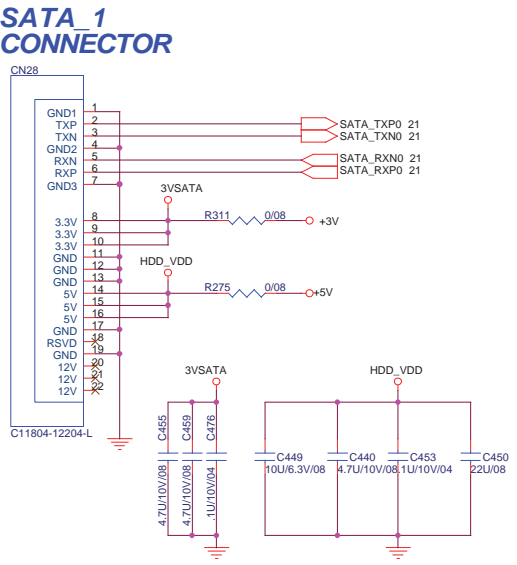 SATA_1
CONNECTOR
CN28
GND1 1
TXP 2 SATA_TXP0 21
TXN 3 SATA_TXN0 21
GND2 4
RXN 5 SATA_RXN0 21
RXP 6 SATA_RXP0 21
GND3 7
3VSATA
3.3V 8 R311 0/08 +3V
3.3V 9
3.3V 10
GND 11
HDD_VDD
GND 12
GND 13
5V 14 R275 0/08 +5V
5V 15
5V 16
GND 17
RSVD 18
GND 19
12V 20
12V 21
12V 22
C11804-12204-L
3VSATA
C455 4.7U/10V/08
C459 4.7U/10V/08
C476 .1U/10V/04
HDD_VDD
C449 C440 C453 C450
10U/6.3V/08 4.7U/10V/08 .1U/10V/04 22U/08